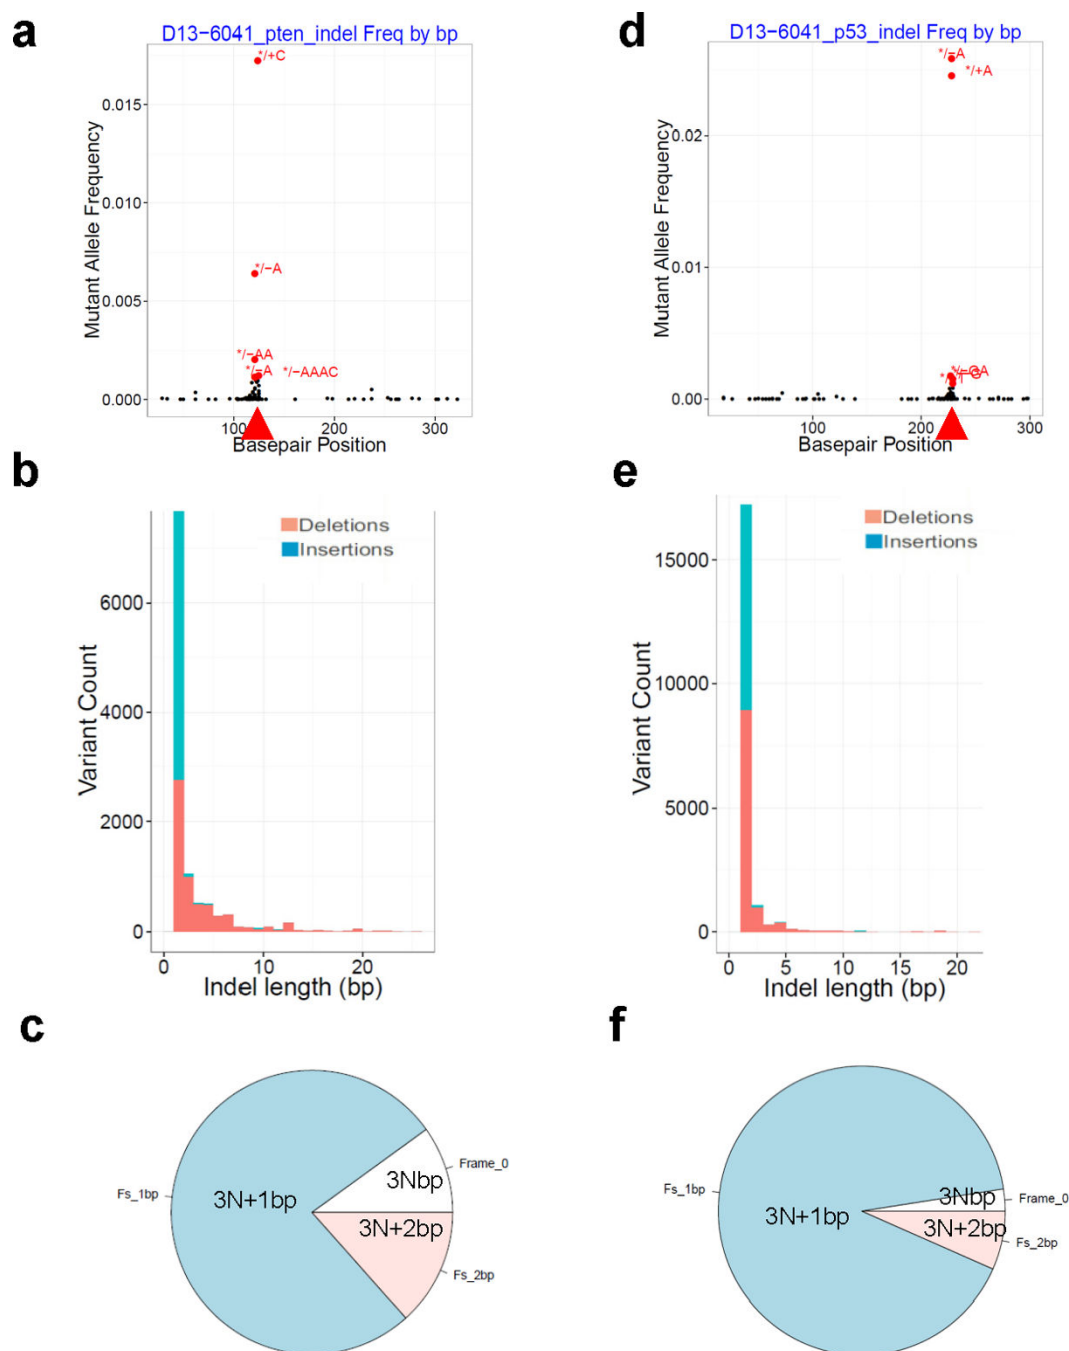 a
D13−6041_pten_indel Freq by bp
Mutant Allele Frequency
0.015
0.010
0.005
0.000
*/+C
*/−A
*/−AA
*/−A
*/−AAAC
100
200
300
Basepair Position
d
D13−6041_p53_indel Freq by bp
Mutant Allele Frequency
0.02
0.01
0.00
*/−A
*/+A
100
200
300
Basepair Position
b
Variant Count
6000
4000
2000
0
Deletions
Insertions
0
10
20
Indel length (bp)
e
Variant Count
15000
10000
5000
0
Deletions
Insertions
0
5
10
15
20
Indel length (bp)
c
Fs_1bp
3N+1bp
3Nbp
Frame_0
3N+2bp
Fs_2bp
f
Fs_1bp
3N+1bp
3Nbp
Frame_0
3N+2bp
Fs_2bp